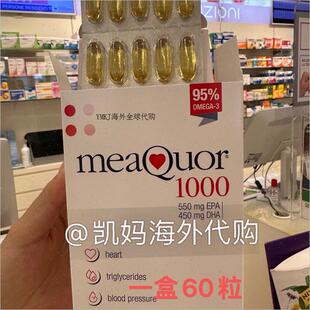 ZIONI
95%
OMEGA-3
YMKJ海外全球代购
meaQuor®
1000
550 mg EPA
450 mg DHA
@凯妈海外代购
heart
triglycerides
一盒60粒
blood pressure